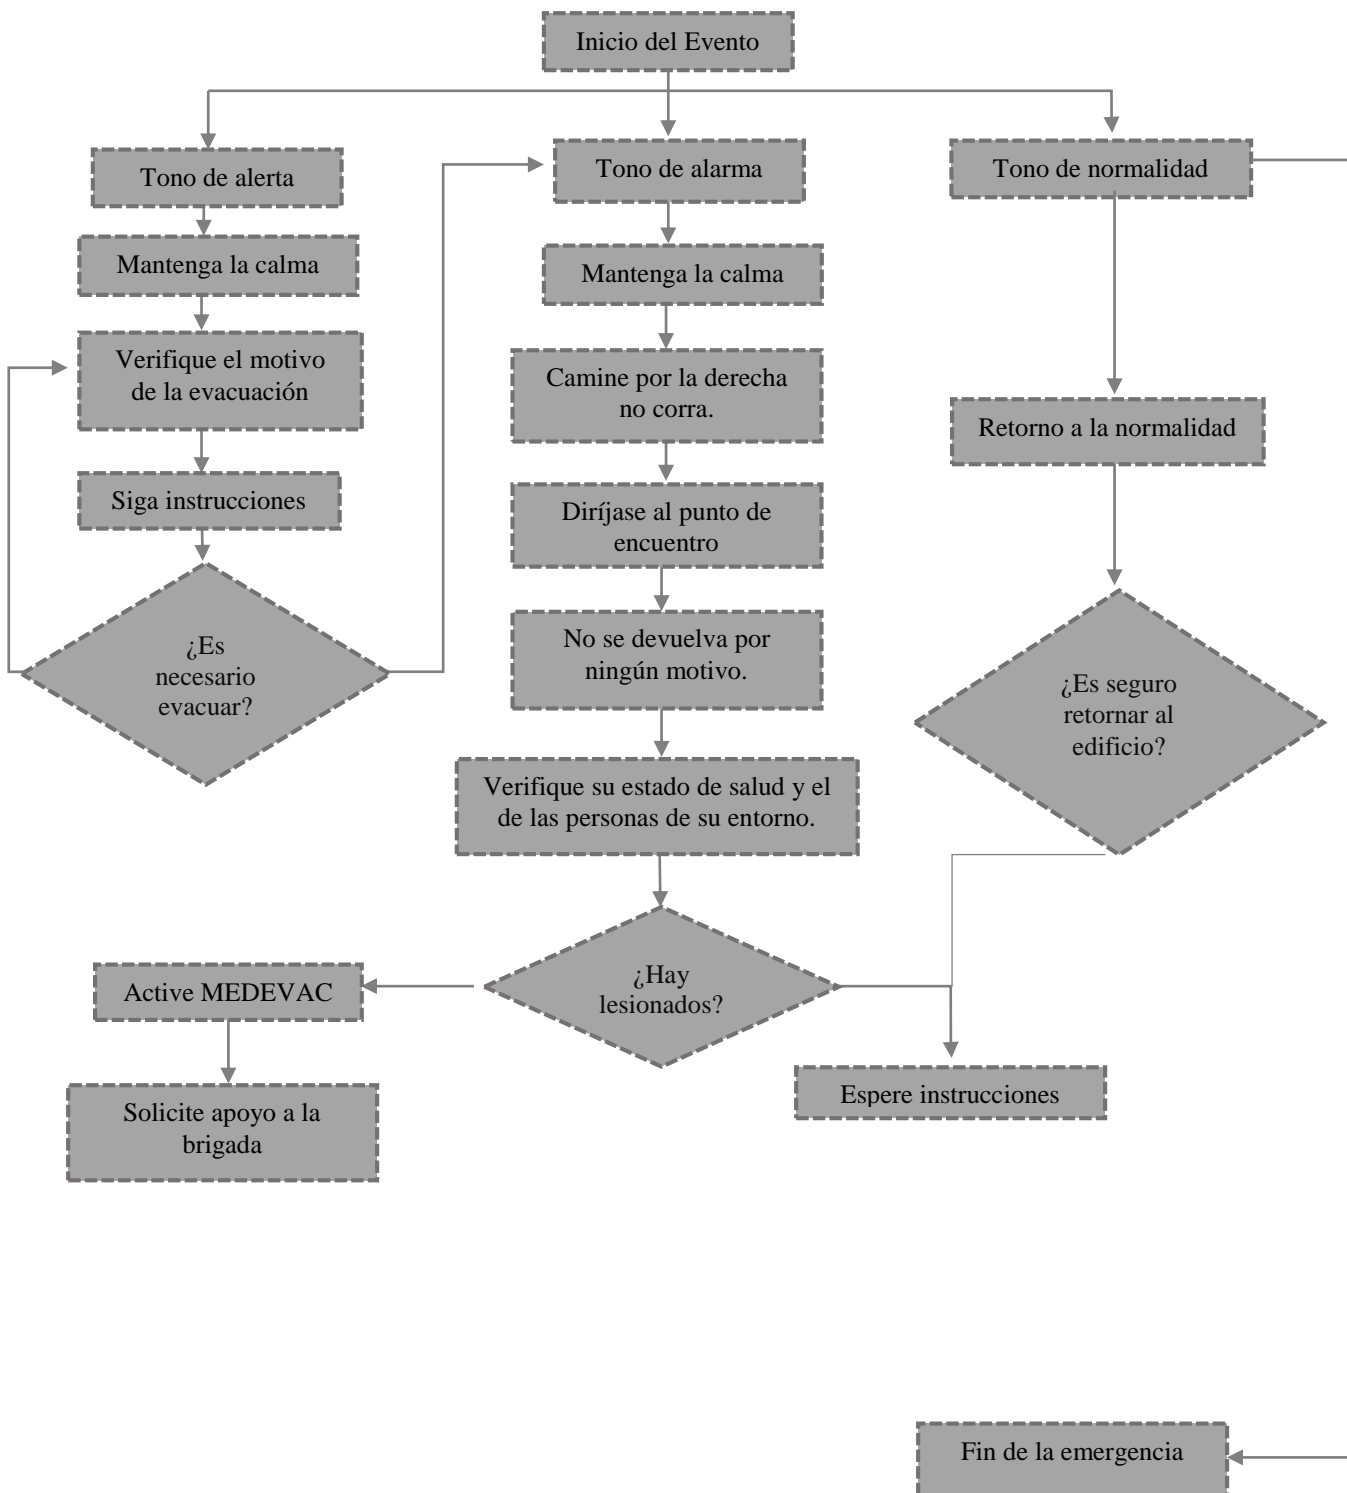 Inicio del Evento
Tono de alerta
Mantenga la calma
Verifique el motivo
de la evacuación
Siga instrucciones
¿Es
necesario
evacuar?
Tono de alarma
Mantenga la calma
Camine por la derecha
no corra.
Diríjase al punto de
encuentro
No se devuelva por
ningún motivo.
Verifique su estado de salud y el
de las personas de su entorno.
¿Hay
lesionados?
Active MEDEVAC
Solicite apoyo a la
brigada
Espere instrucciones
Tono de normalidad
Retorno a la normalidad
¿Es seguro
retornar al
edificio?
Fin de la emergencia